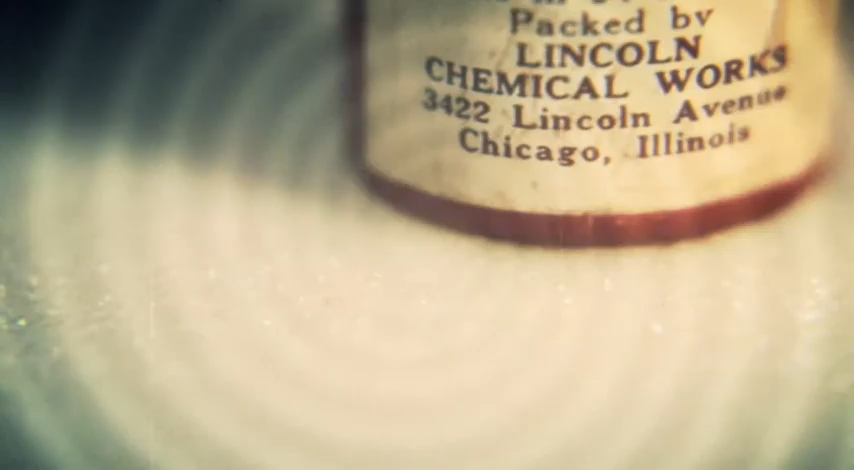 Packed by
LINCOLN
CHEMICAL WORKS
3422 Lincoln Avenue
Chicago, Illinois